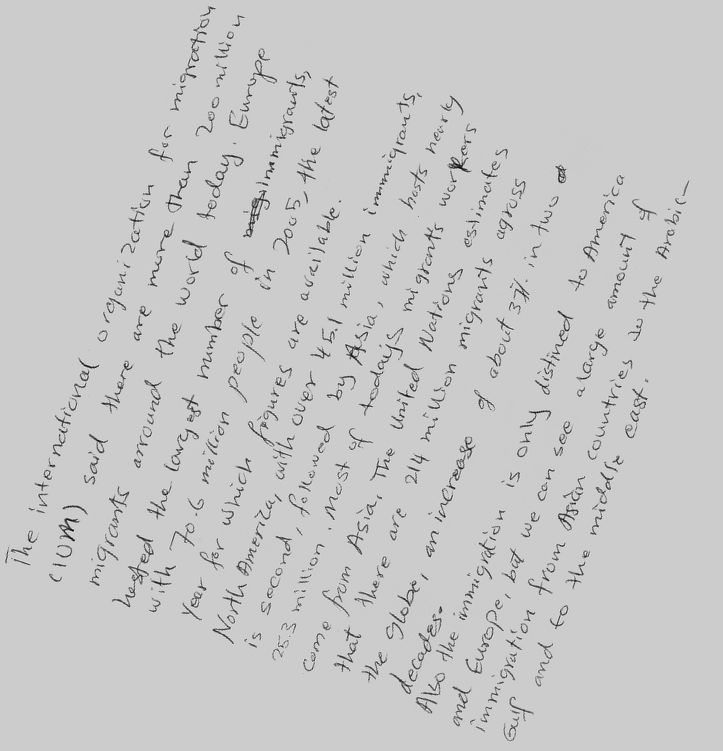 The international organization for migration
(IOM) said there are more than 200 million
migrants arround the world today. Europe
hosted the largest number of immigrants,
with 70.6 million people in 2005, the latest
year for which figures are available.
North America, with over 45.1 million immigrants,
is second, followed by Asia, which hosts nearly
25.3 million. Most of todays migrants workers
come from Asia. The United Nations estimates
that there are 214 million migrants across
the globe, an increase of about 37% in two
decades.
Also the immigration is only distined to America
and Europe, but we can see a large amount of
immigration from Asian countries to the Arabic
Gulf and to the middle east.